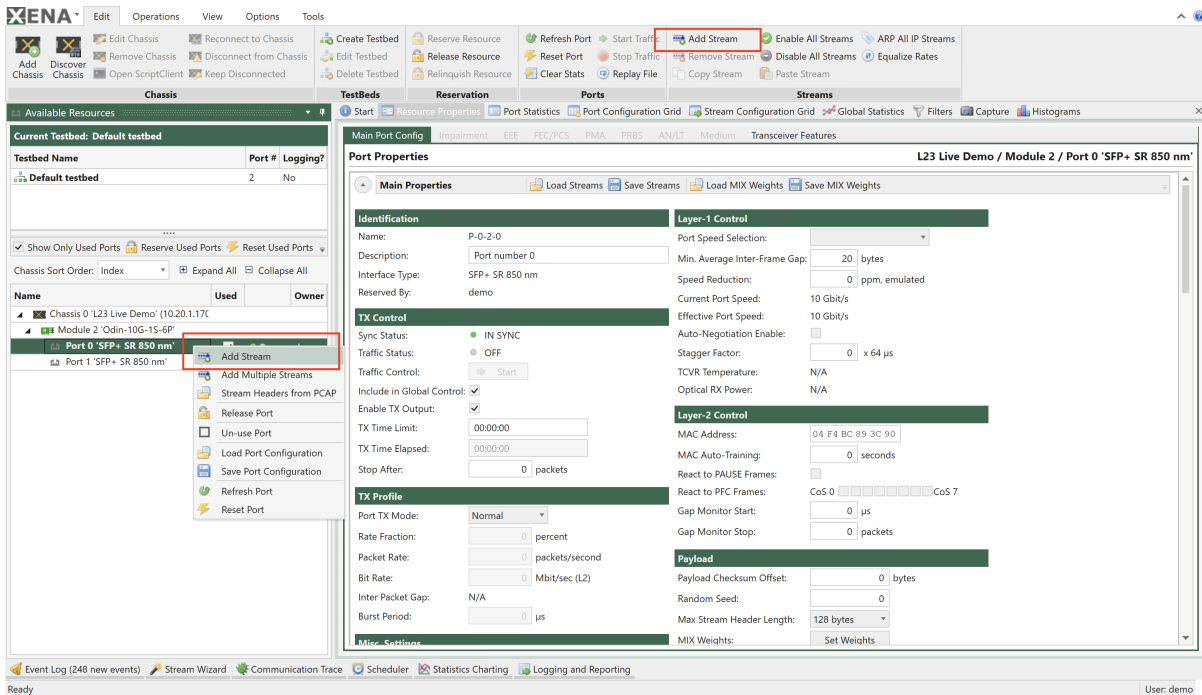 XENA
Edit Operations View Options Tools
Add Chassis
Discover Chassis
Edit Chassis
Remove Chassis
Open ScriptClient
Reconnect to Chassis
Disconnect from Chassis
Keep Disconnected
Chassis
Create Testbed
Edit Testbed
Delete Testbed
TestBeds
Reserve Resource
Release Resource
Relinquish Resource
Reservation
Refresh Port
Reset Port
Clear Stats
Start Traffic
Stop Traffic
Replay File
Ports
Add Stream
Remove Stream
Copy Stream
Enable All Streams
Disable All Streams
Paste Stream
ARP All IP Streams
Equalize Rates
Streams
Available Resources
Current Testbed: Default testbed
Testbed Name Port # Logging?
Default testbed 2 No
Show Only Used Ports Reserve Used Ports Reset Used Ports
Chassis Sort Order: Index Expand All Collapse All
Name Used Owner
Chassis 0 'L23 Live Demo' (10.20.1.17(
Module 2 'Odin-10G-1S-6P'
Port 0 'SFP+ SR 850 nm'
Port 1 'SFP+ SR 850 nm'
Add Stream
Add Multiple Streams
Stream Headers from PCAP
Release Port
Un-use Port
Load Port Configuration
Save Port Configuration
Refresh Port
Reset Port
Start Resource Properties Port Statistics Port Configuration Grid Stream Configuration Grid Global Statistics Filters Capture Histograms
Main Port Config Impairment EEE FEC/PCS PMA PRBS AN/LT Medium Transceiver Features
Port Properties L23 Live Demo / Module 2 / Port 0 'SFP+ SR 850 nm'
Main Properties Load Streams Save Streams Load MIX Weights Save MIX Weights
Identification
Name: P-0-2-0
Description: Port number 0
Interface Type: SFP+ SR 850 nm
Reserved By: demo
TX Control
Sync Status: IN SYNC
Traffic Status: OFF
Traffic Control: Start
Include in Global Control:
Enable TX Output:
TX Time Limit: 00:00:00
TX Time Elapsed: 00:00:00
Stop After: 0 packets
TX Profile
Port TX Mode: Normal
Rate Fraction: 0 percent
Packet Rate: 0 packets/second
Bit Rate: 0 Mbit/sec (L2)
Inter Packet Gap: N/A
Burst Period: 0 µs
Misc. Settings
Layer-1 Control
Port Speed Selection:
Min. Average Inter-Frame Gap: 20 bytes
Speed Reduction: 0 ppm, emulated
Current Port Speed: 10 Gbit/s
Effective Port Speed: 10 Gbit/s
Auto-Negotiation Enable:
Stagger Factor: 0 x 64 µs
TCVR Temperature: N/A
Optical RX Power: N/A
Layer-2 Control
MAC Address: 04 F4 BC 89 3C 90
MAC Auto-Training: 0 seconds
React to PAUSE Frames:
React to PFC Frames: CoS 0 CoS 7
Gap Monitor Start: 0 µs
Gap Monitor Stop: 0 packets
Payload
Payload Checksum Offset: 0 bytes
Random Seed: 0
Max Stream Header Length: 128 bytes
MIX Weights: Set Weights
Event Log (248 new events) Stream Wizard Communication Trace Scheduler Statistics Charting Logging and Reporting
Ready User: demo